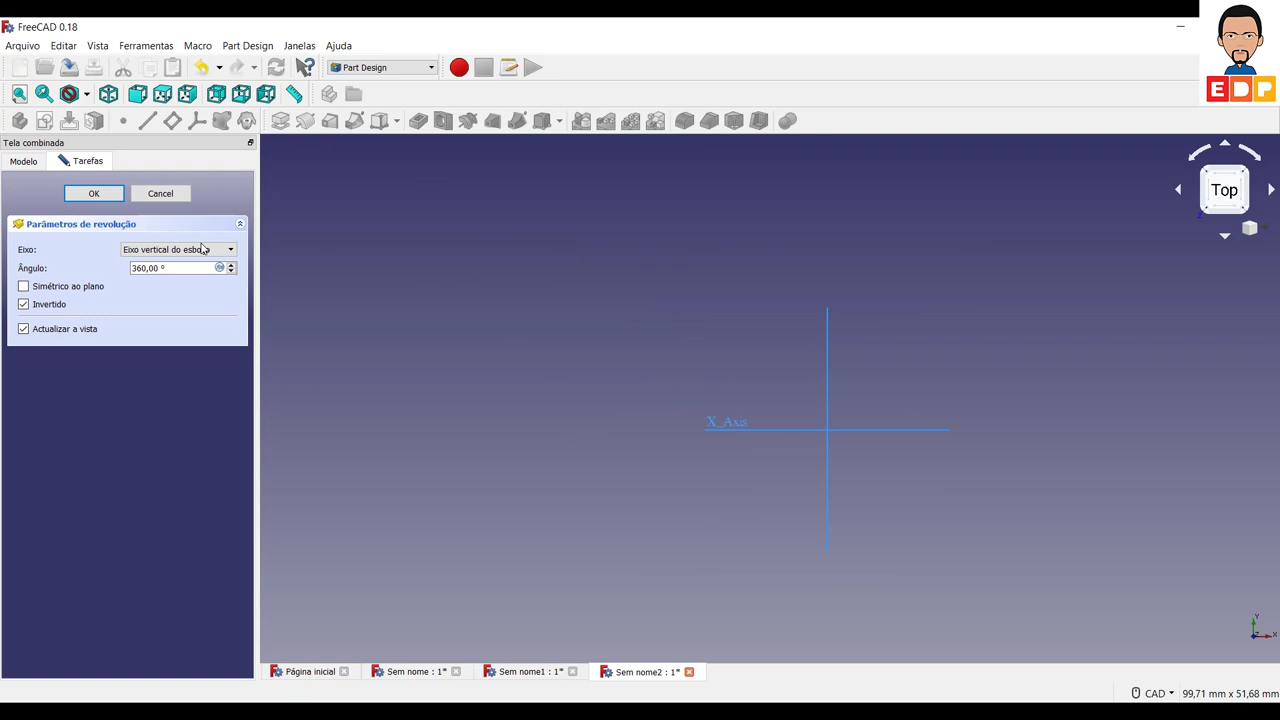 FreeCAD 0.18
Arquivo Editar Vista Ferramentas Macro Part Design Janelas Ajuda
EDP
Part Design
Tela combinada
Modelo Tarefas
OK Cancel
Parâmetros de revolução
Eixo: Eixo vertical do esbo
Ângulo: 360,00 º
Simétrico ao plano
Invertido
Actualizar a vista
Top
Z
X_Axis
Y
Z X
Página inicial Sem nome : 1* Sem nome1 : 1* Sem nome2 : 1*
CAD 99,71 mm x 51,68 mm